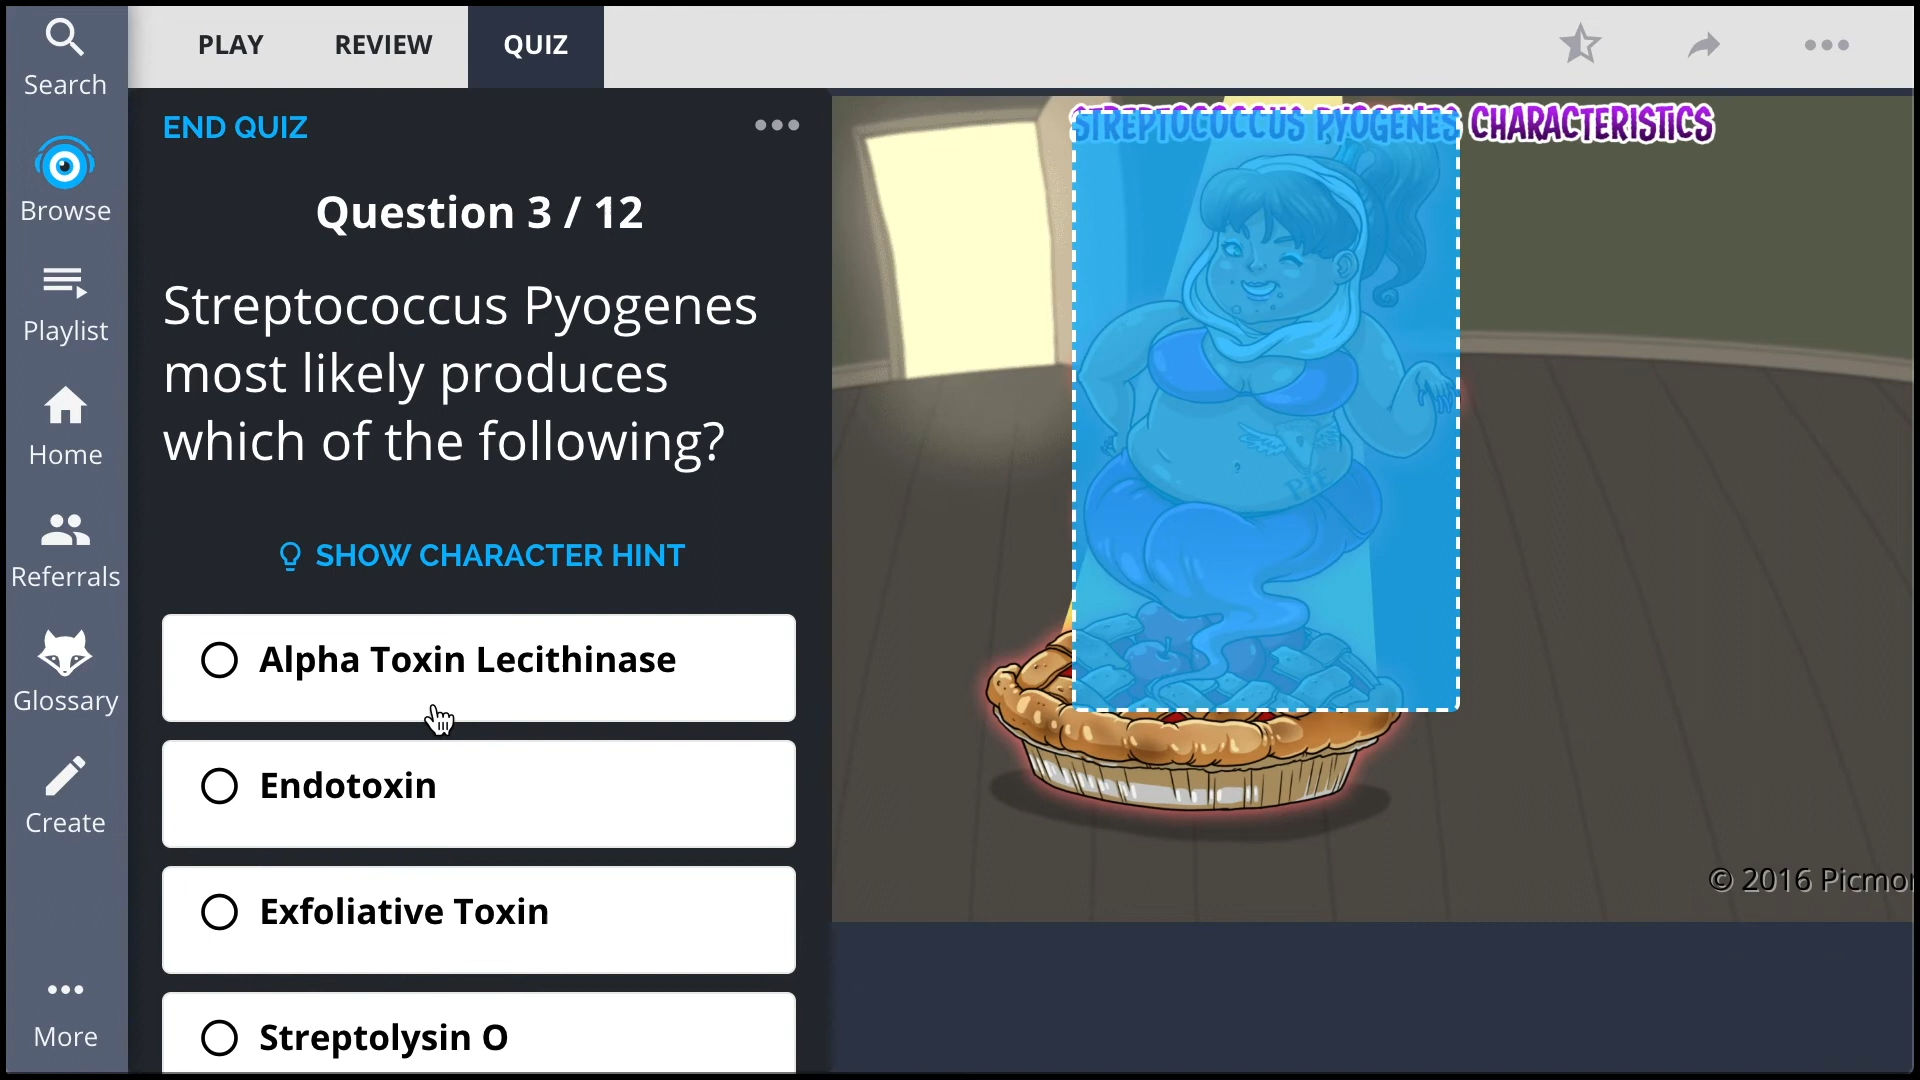 Search
Browse
Playlist
Home
Referrals
Glossary
Create
More
PLAY
REVIEW
QUIZ
END QUIZ
Question 3 / 12
Streptococcus Pyogenes
most likely produces
which of the following?
SHOW CHARACTER HINT
Alpha Toxin Lecithinase
Endotoxin
Exfoliative Toxin
Streptolysin O
STREPTOCOCCUS PYOGENES CHARACTERISTICS
PIE
© 2016 Picmo